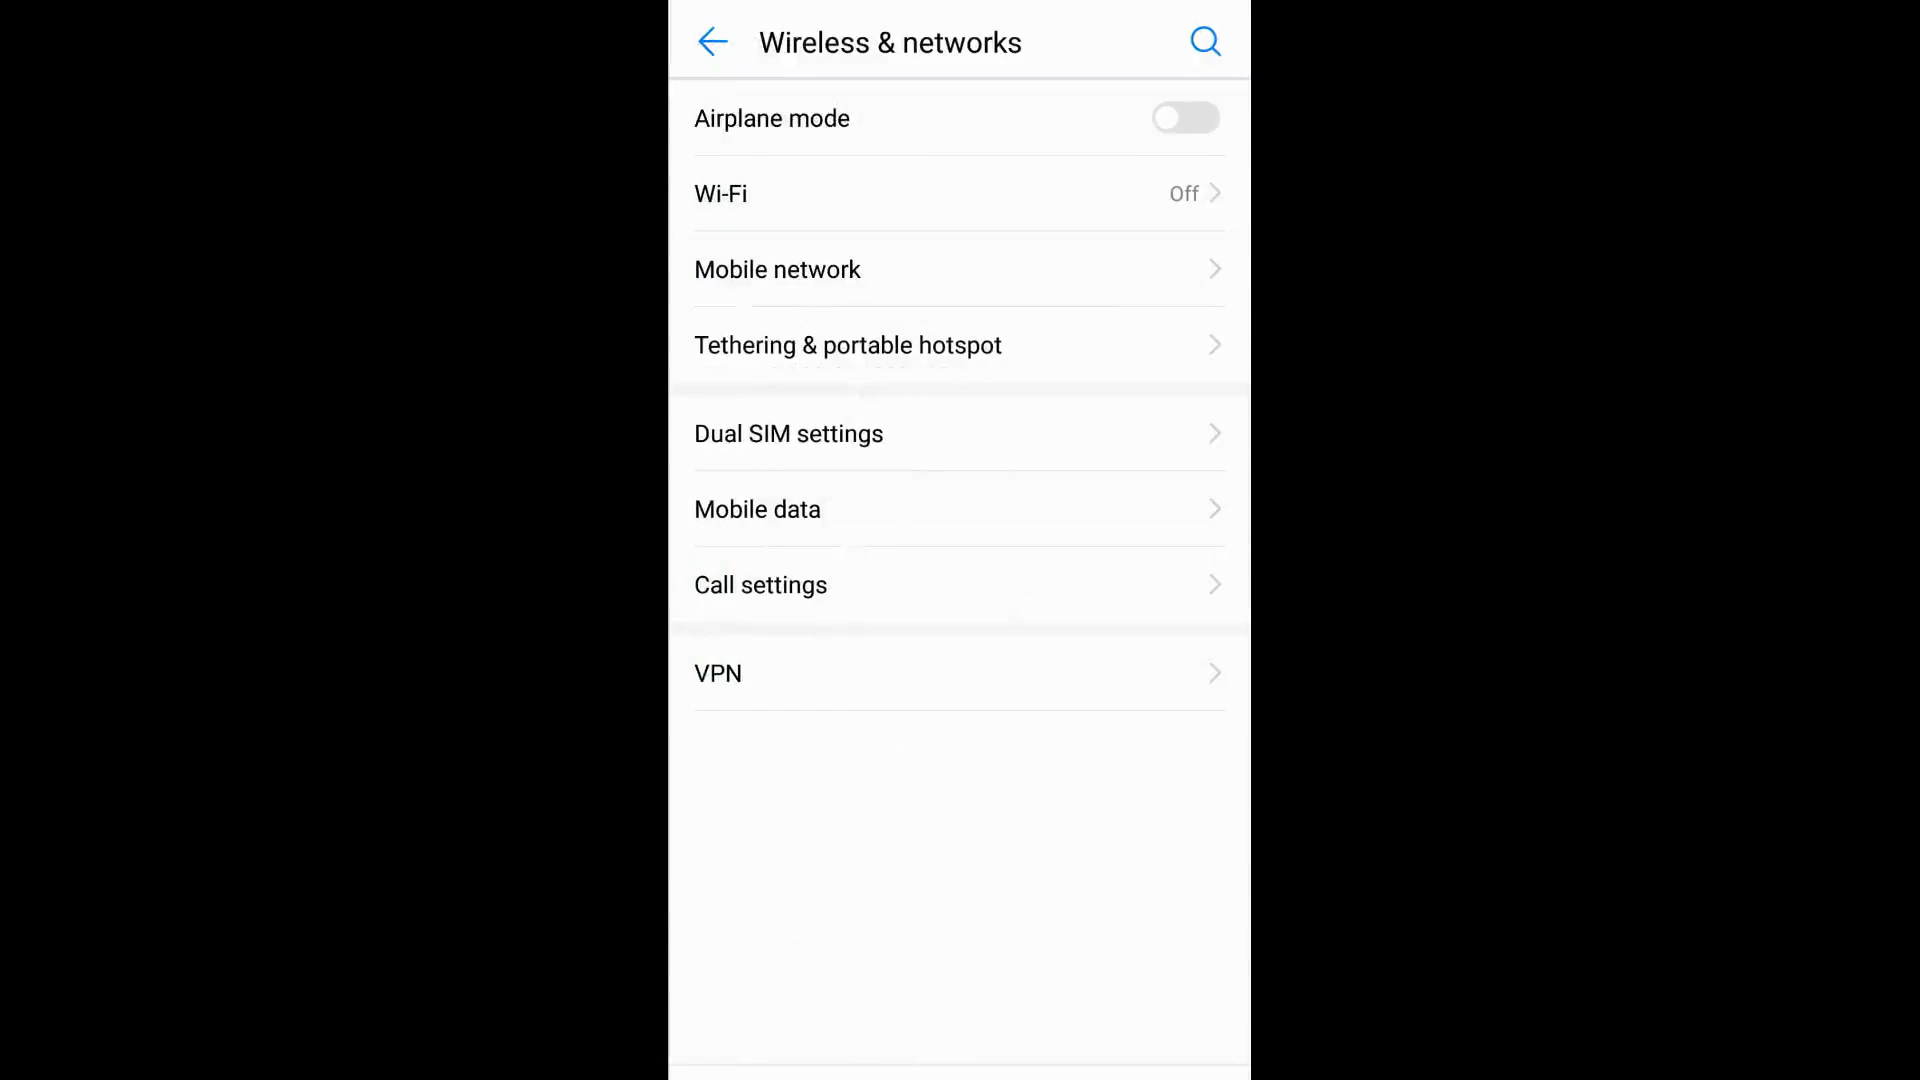 Wireless & networks
Airplane mode
Wi-Fi Off
Mobile network
Tethering & portable hotspot
Dual SIM settings
Mobile data
Call settings
VPN